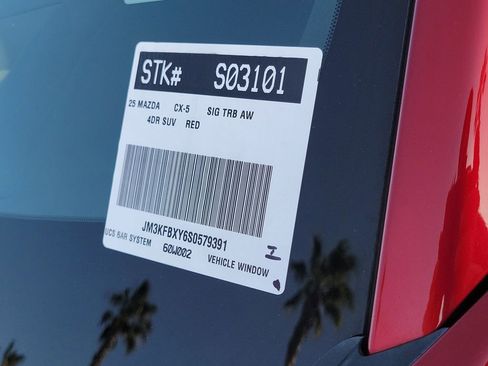 STK# S03101
25 MAZDA CX-5 SIG TRB AW
4DR SUV RED
JM3KFBXY6S0579391
UCS BAR SYSTEM 60W002 VEHICLE WINDOW